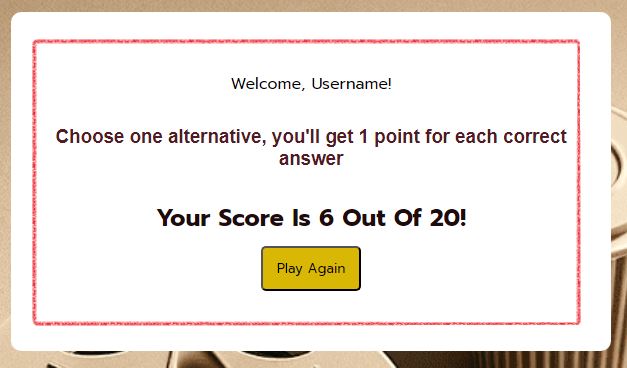 Welcome, Username!
Choose one alternative, you'll get 1 point for each correct
answer
Your Score Is 6 Out Of 20!
Play Again